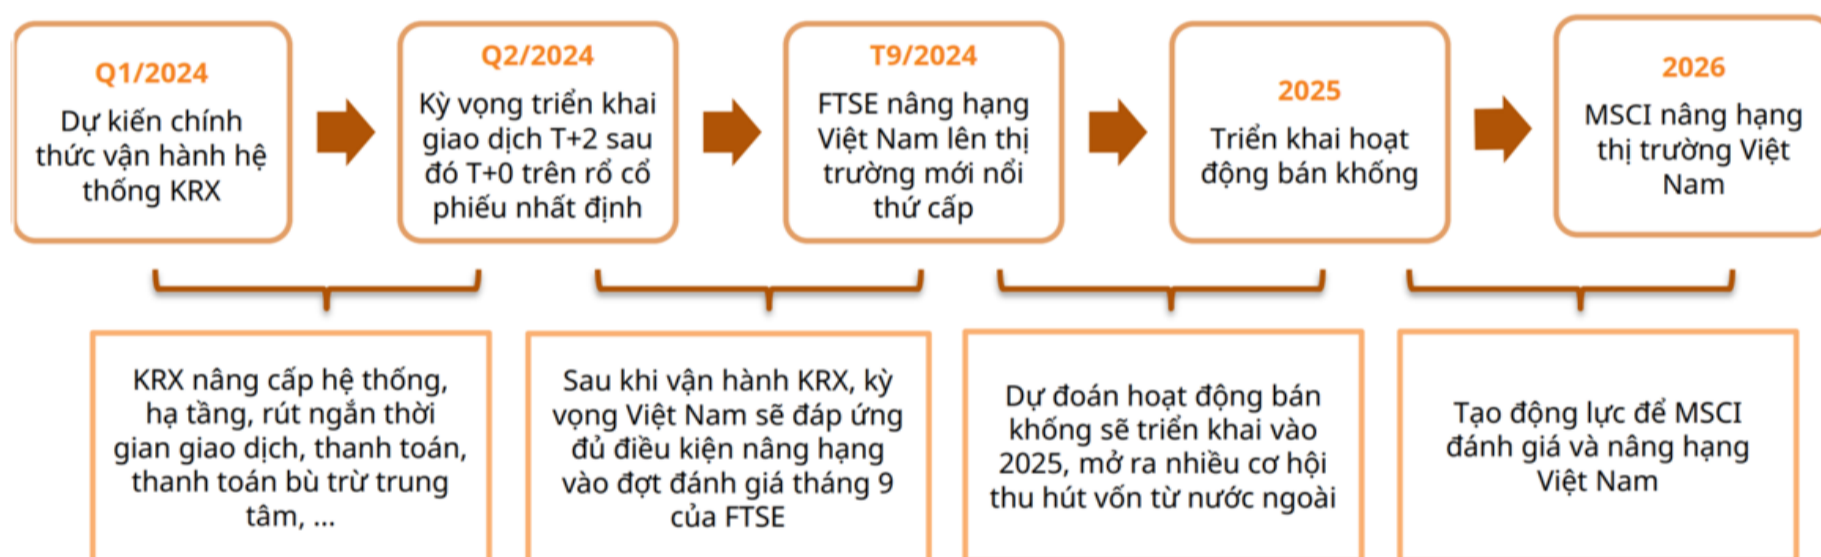 Q1/2024
Dự kiến chính
thức vận hành hệ
thống KRX
Q2/2024
Kỳ vọng triển khai
giao dịch T+2 sau
đó T+0 trên rổ cổ
phiếu nhất định
T9/2024
FTSE nâng hạng
Việt Nam lên thị
trường mới nổi
thứ cấp
2025
Triển khai hoạt
động bán khống
2026
MSCI nâng hạng
thị trường Việt
Nam
KRX nâng cấp hệ thống,
hạ tầng, rút ngắn thời
gian giao dịch, thanh toán,
thanh toán bù trừ trung
tâm, ...
Sau khi vận hành KRX, kỳ
vọng Việt Nam sẽ đáp ứng
đủ điều kiện nâng hạng
vào đợt đánh giá tháng 9
của FTSE
Dự đoán hoạt động bán
khống sẽ triển khai vào
2025, mở ra nhiều cơ hội
thu hút vốn từ nước ngoài
Tạo động lực để MSCI
đánh giá và nâng hạng
Việt Nam